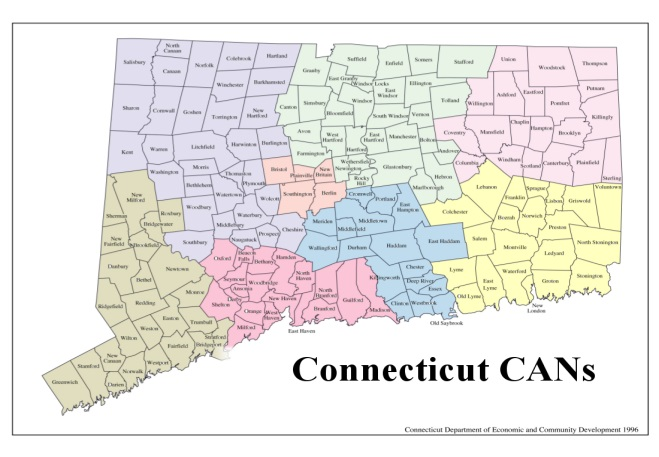 North
Canaan
Salisbury
Canaan
Norfolk
Colebrook
Hartland
Granby
Suffield
Enfield
Somers
Stafford
Union
Woodstock
Thompson
East Granby
Windsor Locks
East
Windsor
Ellington
Winchester
Barkhamsted
Putnam
Sharon
Cornwall
Goshen
Torrington
New
Hartford
Canton
Simsbury
Bloomfield
Windsor
South Windsor
Vernon
Tolland
Willington
Ashford
Eastford
Pomfret
Killingly
Chaplin
Hampton
Brooklyn
Avon
West
Hartford
East
Hartford
Manchester
Bolton
Coventry
Mansfield
Andover
Kent
Warren
Litchfield
Harwinton
Burlington
Farmington
Hartford
Wethersfield
Newington
Glastonbury
Hebron
Columbia
Windham
Scotland
Canterbury
Plainfield
Sterling
Washington
Morris
Bethlehem
Thomaston
Plymouth
Watertown
Bristol
Plainville
New
Britain
Rocky
Hill
Marlborough
Lebanon
Franklin
Sprague
Lisbon
Griswold
Voluntown
New
Milford
Roxbury
Woodbury
Wolcott
Southington
Berlin
Cromwell
Portland
East
Hampton
Colchester
Bozrah
Norwich
Preston
Sherman
Bridgewater
Waterbury
Middlebury
Cheshire
Prospect
Naugatuck
Meriden
Middletown
Middlefield
New
Fairfield
Brookfield
Southbury
Wallingford
Durham
Haddam
East Haddam
Salem
Montville
Ledyard
North Stonington
Oxford
Beacon
Falls
Bethany
Hamden
Danbury
Newtown
Bethel
Seymour
Woodbridge
North
Haven
Chester
Killingworth
Deep River
Essex
Lyme
East
Lyme
Waterford
Groton
Stonington
Ansonia
Derby
New Haven
North
Branford
Guilford
Madison
Clinton
Westbrook
Old Lyme
New
London
Monroe
Shelton
Orange
West
Haven
Branford
Ridgefield
Redding
Easton
Trumbull
Milford
East Haven
Old Saybrook
Weston
Wilton
Stratford
Bridgeport
Fairfield
New
Canaan
Westport
Norwalk
Stamford
Darien
Greenwich
Connecticut CANs
Connecticut Department of Economic and Community Development 1996